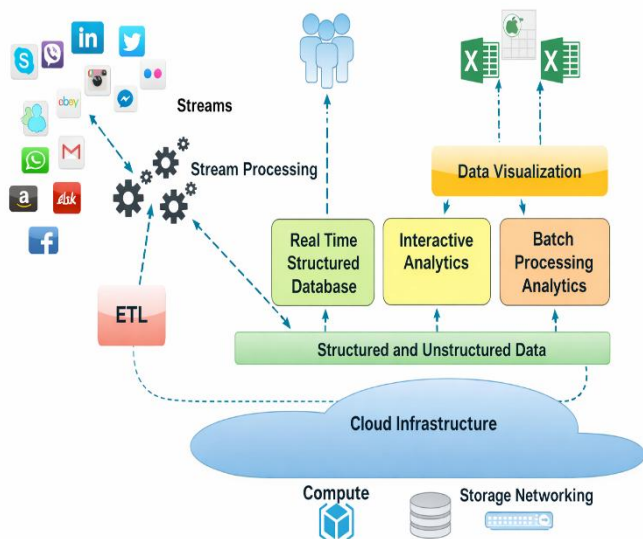 in
Streams
Stream Processing
Data Visualization
Real Time
Structured
Database
Interactive
Analytics
Batch
Processing
Analytics
ETL
Structured and Unstructured Data
Cloud Infrastructure
Compute
Storage Networking